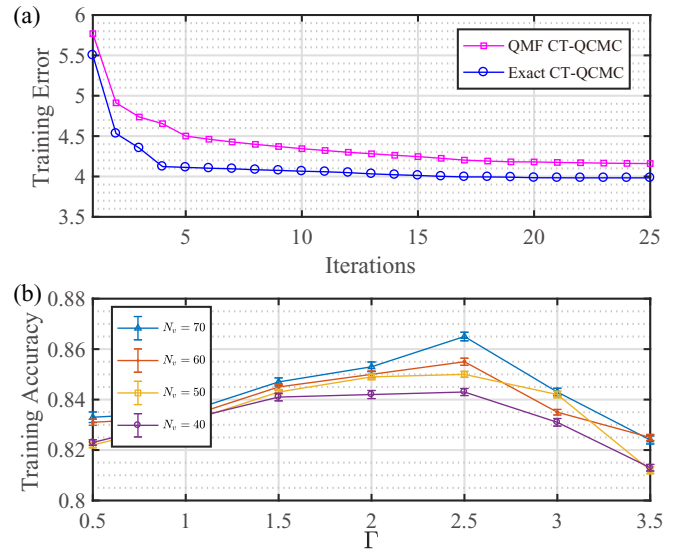 (a)
6
5.5
5
4.5
4
3.5
Training Error
QMF CT-QCMC
Exact CT-QCMC
5
10
15
20
25
Iterations
(b)
0.88
0.86
0.84
0.82
0.8
Training Accuracy
N_v = 70
N_v = 60
N_v = 50
N_v = 40
0.5
1
1.5
2
2.5
3
3.5
Γ